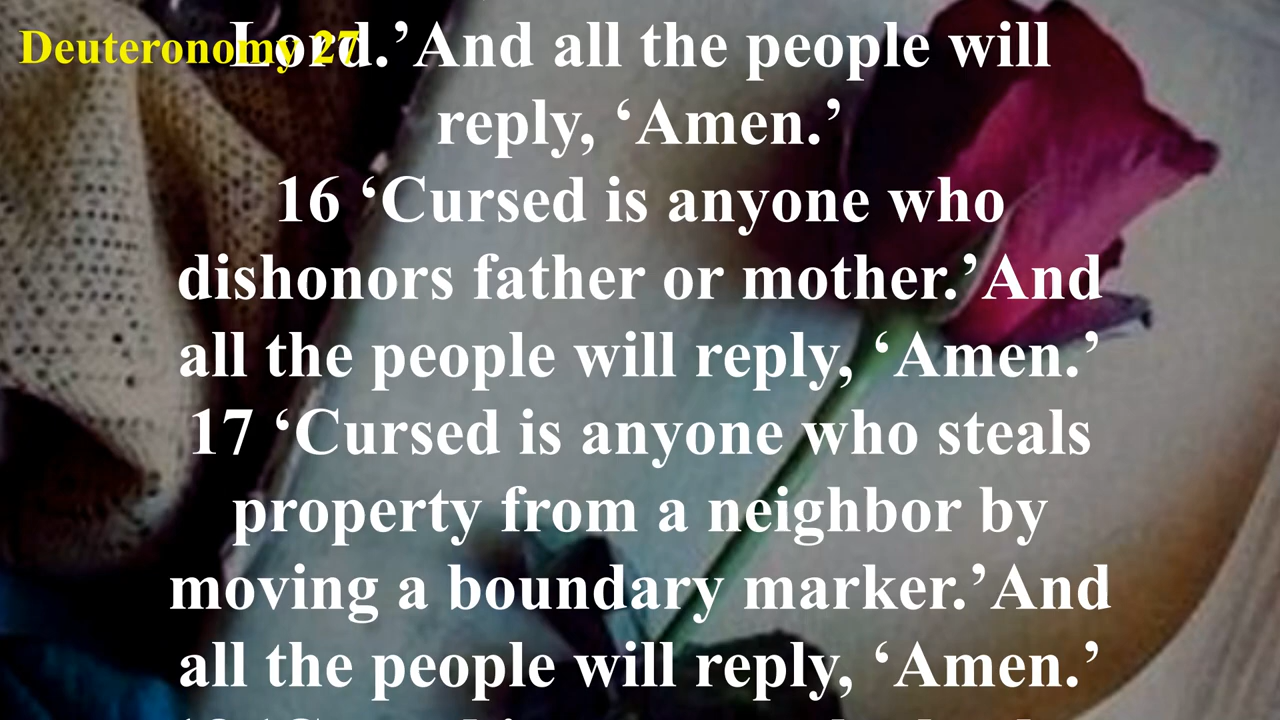 Deuteronomy 27
Lord.’ And all the people will
reply, ‘Amen.’
16 ‘Cursed is anyone who
dishonors father or mother.’ And
all the people will reply, ‘Amen.’
17 ‘Cursed is anyone who steals
property from a neighbor by
moving a boundary marker.’ And
all the people will reply, ‘Amen.’